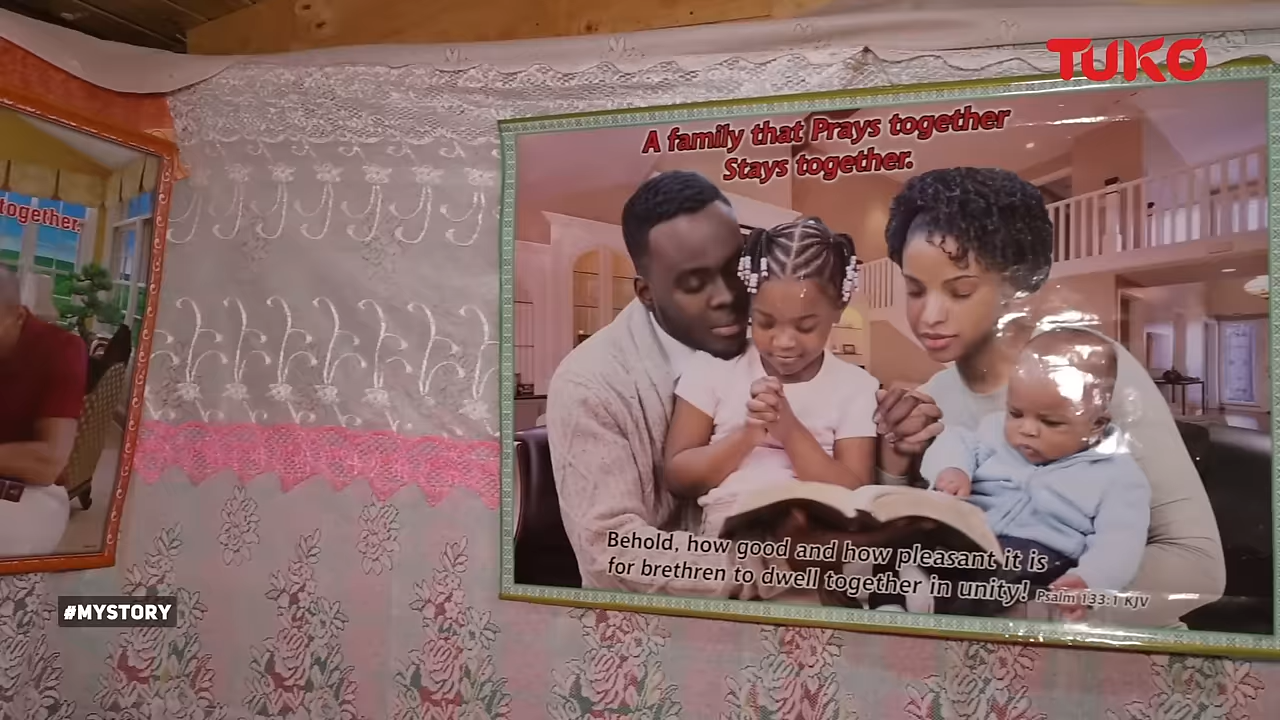 TUKO
A family that Prays together
Stays together.
together.
Behold, how good and how pleasant it is
for brethren to dwell together in unity! Psalm 133:1 KJV
#MYSTORY